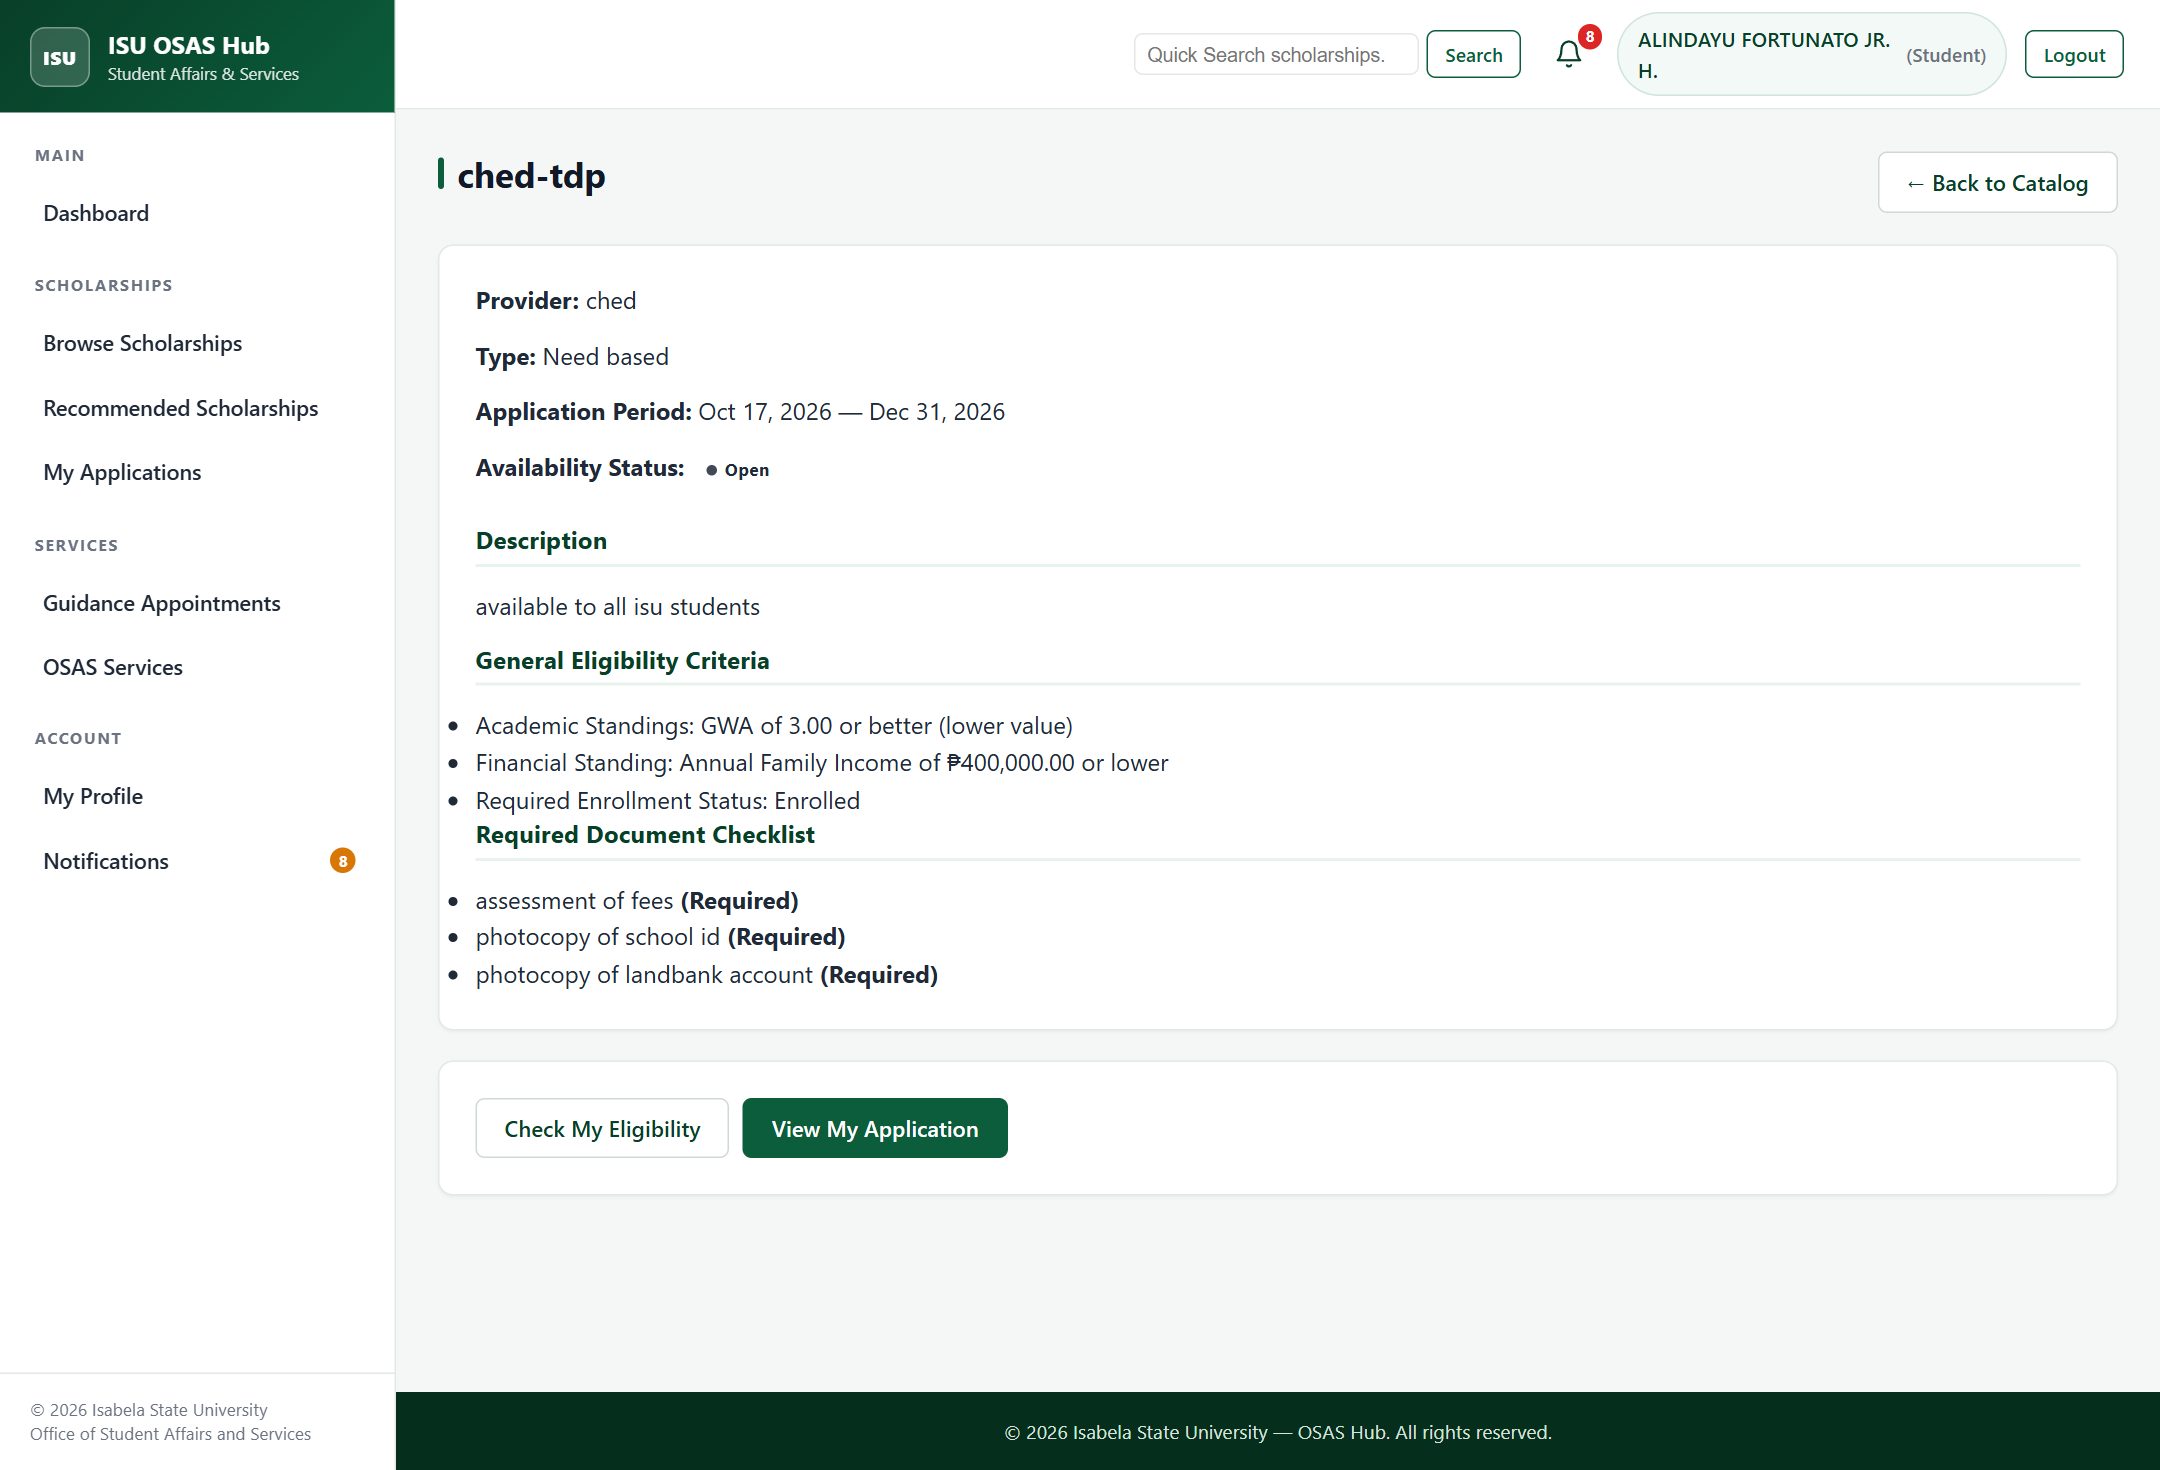 ISU
ISU OSAS Hub
Student Affairs & Services
MAIN
Dashboard
SCHOLARSHIPS
Browse Scholarships
Recommended Scholarships
My Applications
SERVICES
Guidance Appointments
OSAS Services
ACCOUNT
My Profile
Notifications 8
© 2026 Isabela State University
Office of Student Affairs and Services
Quick Search scholarships.
Search
8
ALINDAYU FORTUNATO JR.
H.
(Student)
Logout
ched-tdp
← Back to Catalog
Provider: ched
Type: Need based
Application Period: Oct 17, 2026 — Dec 31, 2026
Availability Status: ● Open
Description
available to all isu students
General Eligibility Criteria
• Academic Standings: GWA of 3.00 or better (lower value)
• Financial Standing: Annual Family Income of ₱400,000.00 or lower
• Required Enrollment Status: Enrolled
Required Document Checklist
• assessment of fees (Required)
• photocopy of school id (Required)
• photocopy of landbank account (Required)
Check My Eligibility
View My Application
© 2026 Isabela State University — OSAS Hub. All rights reserved.